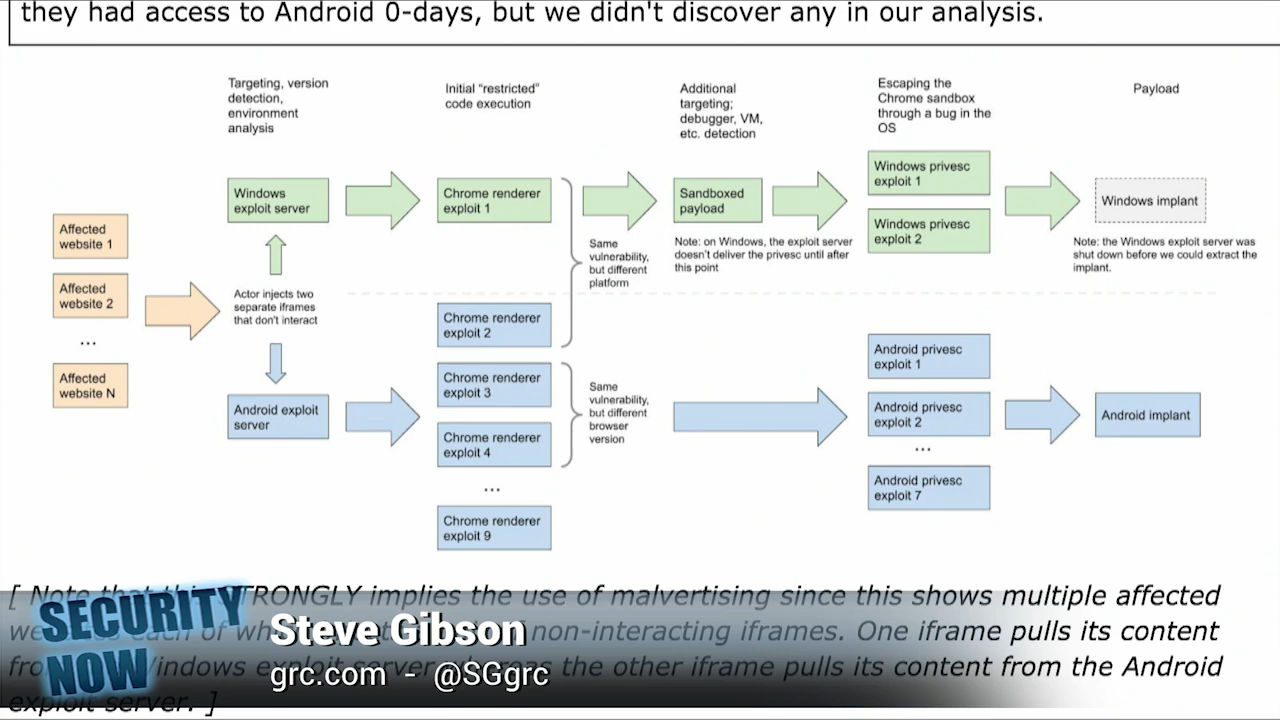 they had access to Android 0-days, but we didn't discover any in our analysis.
Targeting, version
detection,
environment
analysis
Initial “restricted”
code execution
Additional
targeting;
debugger, VM,
etc. detection
Escaping the
Chrome sandbox
through a bug in the
OS
Payload
Affected
website 1
Affected
website 2
...
Affected
website N
Windows
exploit server
Actor injects two
separate iframes
that don't interact
Android exploit
server
Chrome renderer
exploit 1
Chrome renderer
exploit 2
Same
vulnerability,
but different
platform
Chrome renderer
exploit 3
Chrome renderer
exploit 4
...
Chrome renderer
exploit 9
Same
vulnerability,
but different
browser
version
Sandboxed
payload
Note: on Windows, the exploit server
doesn't deliver the privesc until after
this point
Windows privesc
exploit 1
Windows privesc
exploit 2
Windows implant
Note: the Windows exploit server was
shut down before we could extract the
implant.
Android privesc
exploit 1
Android privesc
exploit 2
...
Android privesc
exploit 7
Android implant
[ Note that STRONGLY implies the use of malvertising since this shows multiple affected
each of non-interacting iframes. One iframe pulls its content
Windows the other iframe pulls its content from the Android
exploit server. ]
SECURITY
NOW
Steve Gibson
grc.com - @SGgrc